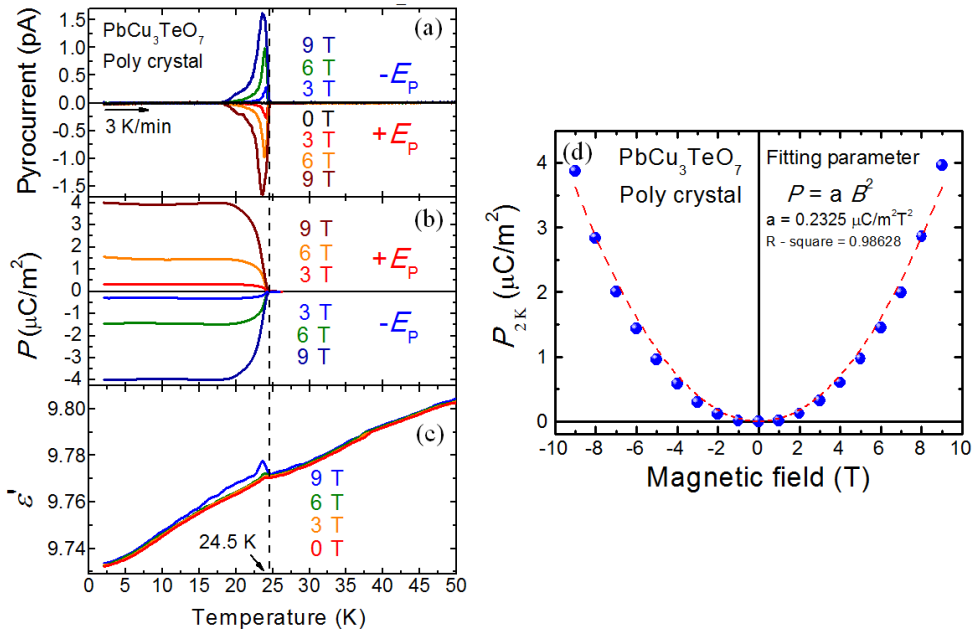 (a)
PbCu3TeO7
Poly crystal
9 T
6 T
3 T
-EP
0 T
3 T
6 T
9 T
+EP
3 K/min
Pyrocurrent (pA)
1.5
1.0
0.5
0.0
-0.5
-1.0
-1.5
(b)
9 T
6 T
3 T
+EP
3 T
6 T
9 T
-EP
P (μC/m²)
4
3
2
1
0
-1
-2
-3
-4
(c)
9 T
6 T
3 T
0 T
24.5 K
ε'
9.80
9.78
9.76
9.74
0 5 10 15 20 25 30 35 40 45 50
Temperature (K)
(d)
PbCu3TeO7
Poly crystal
Fitting parameter
P = a B²
a = 0.2325 μC/m²T²
R - square = 0.98628
P2 K (μC/m²)
4
3
2
1
0
-10 -8 -6 -4 -2 0 2 4 6 8 10
Magnetic field (T)